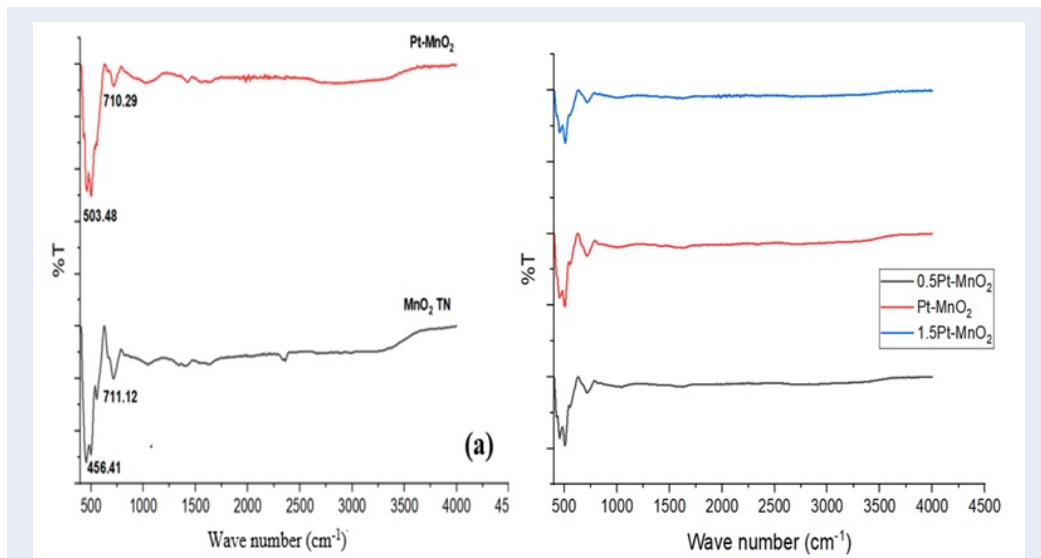 Pt-MnO₂
710.29
503.48
%T
MnO₂ TN
711.12
(a)
456.41
500 1000 1500 2000 2500 3000 3500 4000 45
Wave number (cm⁻¹)
%T
0.5Pt-MnO₂
Pt-MnO₂
1.5Pt-MnO₂
500 1000 1500 2000 2500 3000 3500 4000 4500
Wave number (cm⁻¹)